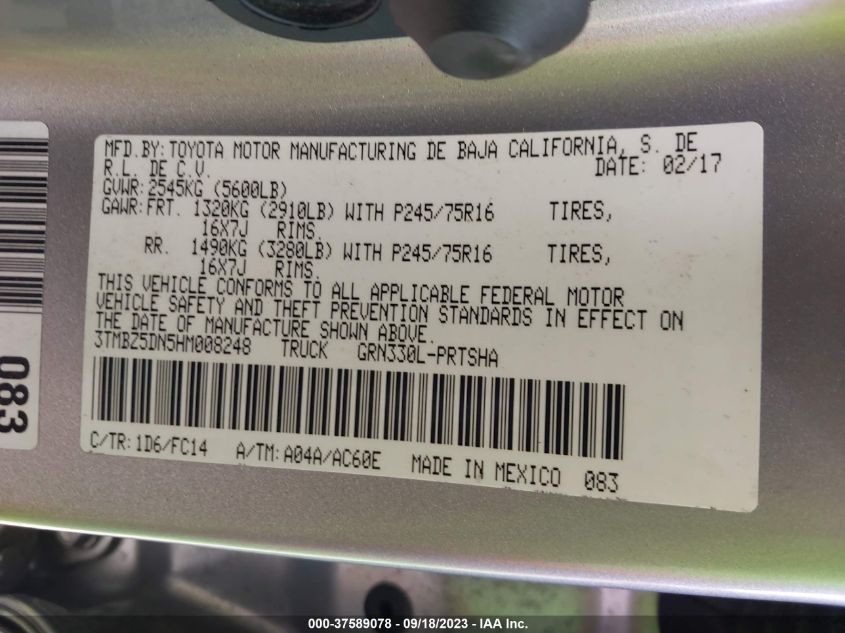 MFD.BY: TOYOTA MOTOR MANUFACTURING DE BAJA CALIFORNIA, S. DE
R.L. DE C.V. DATE: 02/17
GVWR: 2545KG (5600LB)
GAWR: FRT. 1320KG (2910LB) WITH P245/75R16 TIRES,
16X7J RIMS.
RR. 1490KG (3280LB) WITH P245/75R16 TIRES,
16X7J RIMS.
THIS VEHICLE CONFORMS TO ALL APPLICABLE FEDERAL MOTOR
VEHICLE SAFETY AND THEFT PREVENTION STANDARDS IN EFFECT ON
THE DATE OF MANUFACTURE SHOWN ABOVE.
3TMBZ5DN5HM008248 TRUCK GRN330L-PRTSHA
C/TR: 1D6/FC14 A/TM: A04A/AC60E MADE IN MEXICO 083
083
000-37589078 - 09/18/2023 - IAA Inc.